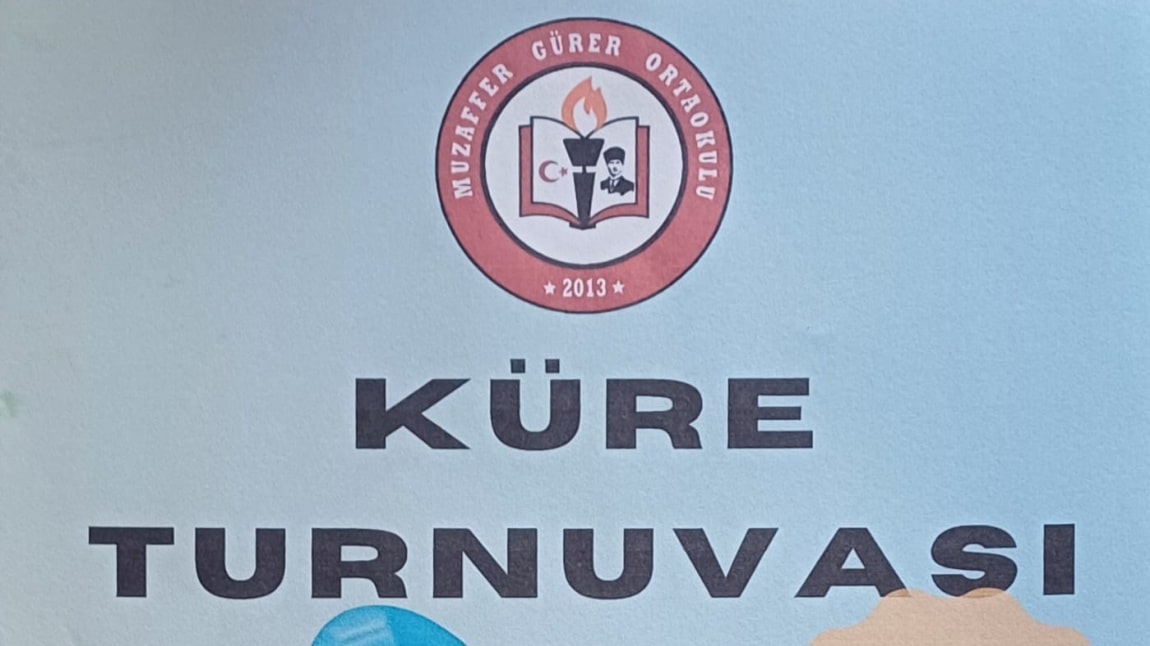 MUZAFFER GÜRER ORTAOKULU
2013
KÜRE
TURNUVASI